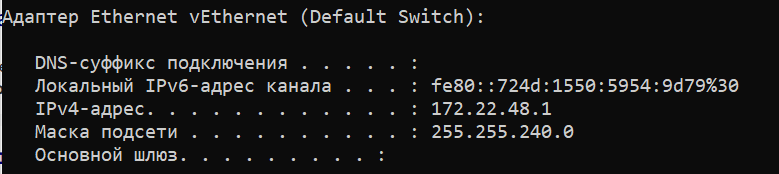 Адаптер Ethernet vEthernet (Default Switch):
DNS-суффикс подключения . . . . . :
Локальный IPv6-адрес канала . . . : fe80::724d:1550:5954:9d79%30
IPv4-адрес. . . . . . . . . . . . : 172.22.48.1
Маска подсети . . . . . . . . . . : 255.255.240.0
Основной шлюз. . . . . . . . . :